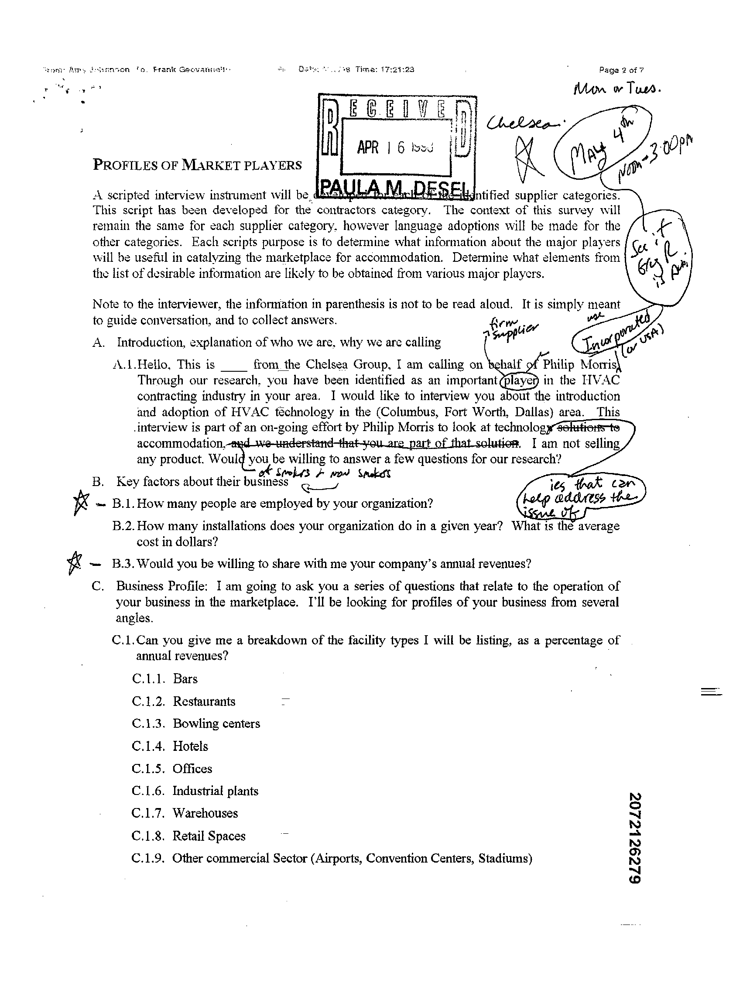 To: Frank Geovannello Time: 17:21:23 Page 2 of 7
Mon or Tues.
Chelsea.
MAY 4th
Noon-3:00pm
RECEIVED
APR 16
PAULA M. DESEL
PROFILES OF MARKET PLAYERS
A scripted interview instrument will be identified supplier categories.
This script has been developed for the contractors category. The context of this survey will
remain the same for each supplier category, however language adoptions will be made for the
other categories. Each scripts purpose is to determine what information about the major players
will be useful in catalyzing the marketplace for accommodation. Determine what elements from
the list of desirable information are likely to be obtained from various major players.
See if
is
Note to the interviewer, the information in parenthesis is not to be read aloud. It is simply meant
to guide conversation, and to collect answers.
firm
supplier
use
Incorporated
(or USA)
A. Introduction, explanation of who we are, why we are calling
A.1. Hello, This is ____ from the Chelsea Group, I am calling on behalf of Philip Morris.
Through our research, you have been identified as an important player in the HVAC
contracting industry in your area. I would like to interview you about the introduction
and adoption of HVAC technology in the (Columbus, Fort Worth, Dallas) area. This
interview is part of an on-going effort by Philip Morris to look at technology solutions to
accommodation, and we understand that you are part of that solution. I am not selling
any product. Would you be willing to answer a few questions for our research?
of smokers + non smokers
ies that can
help address the
issue of
B. Key factors about their business
B.1. How many people are employed by your organization?
B.2. How many installations does your organization do in a given year? What is the average
cost in dollars?
B.3. Would you be willing to share with me your company's annual revenues?
C. Business Profile: I am going to ask you a series of questions that relate to the operation of
your business in the marketplace. I'll be looking for profiles of your business from several
angles.
C.1. Can you give me a breakdown of the facility types I will be listing, as a percentage of
annual revenues?
C.1.1. Bars
C.1.2. Restaurants
C.1.3. Bowling centers
C.1.4. Hotels
C.1.5. Offices
C.1.6. Industrial plants
C.1.7. Warehouses
C.1.8. Retail Spaces
C.1.9. Other commercial Sector (Airports, Convention Centers, Stadiums)
2072126279